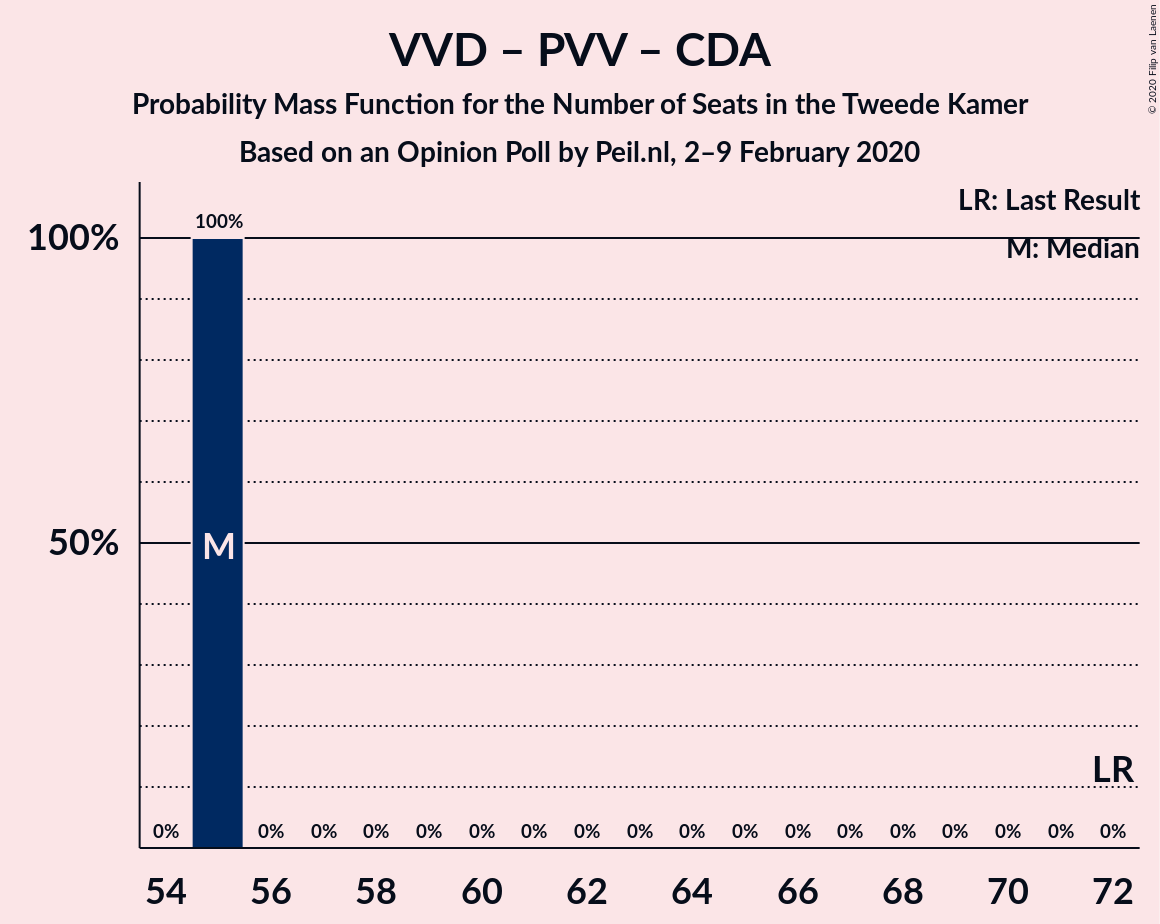 VVD – PVV – CDA
Probability Mass Function for the Number of Seats in the Tweede Kamer
Based on an Opinion Poll by Peil.nl, 2–9 February 2020
© 2020 Filip van Laenen
LR: Last Result
M: Median
100%
100%
50%
M
LR
0% 0% 0% 0% 0% 0% 0% 0% 0% 0% 0% 0% 0% 0% 0% 0% 0% 0%
54 56 58 60 62 64 66 68 70 72